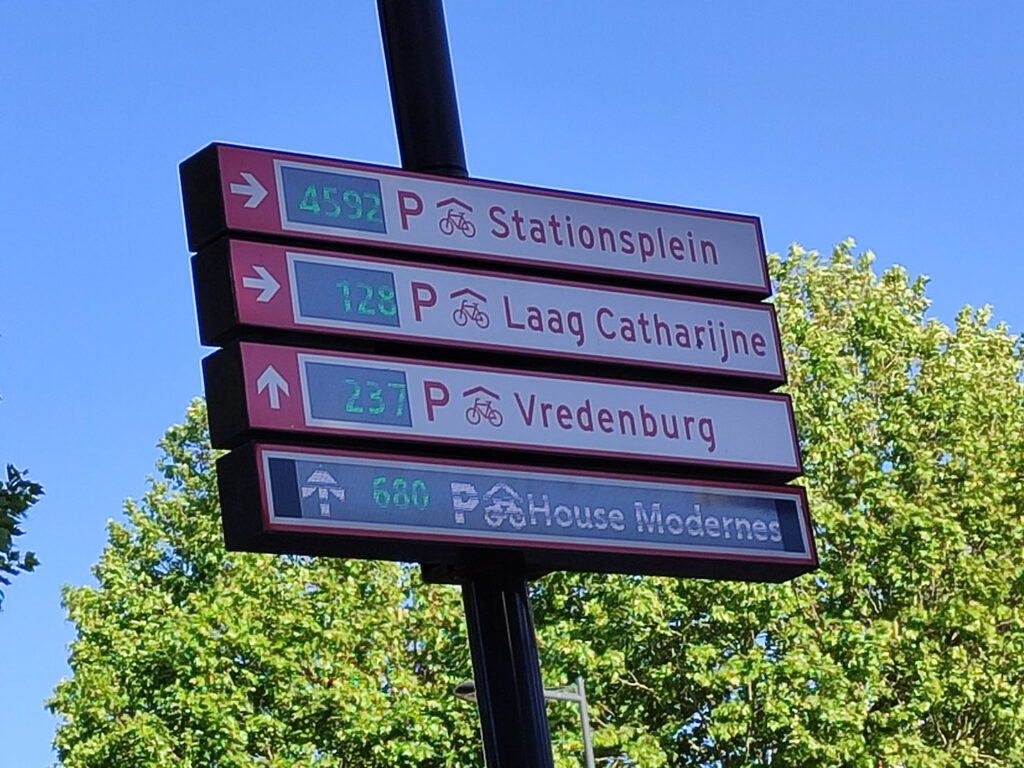 4592 P Stationsplein
128 P Laag Catharijne
237 P Vredenburg
680 P House Modernes